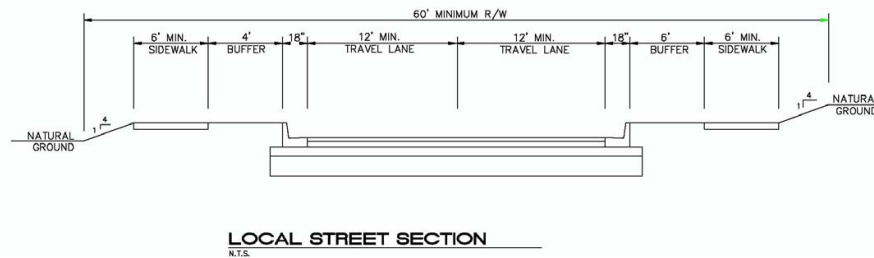 60' MINIMUM R/W
6' MIN. 4' 18" 12' MIN. 12' MIN. 18" 6' 6' MIN.
SIDEWALK BUFFER TRAVEL LANE TRAVEL LANE BUFFER SIDEWALK
4
1
4
1
NATURAL
GROUND
NATURAL
GROUND
LOCAL STREET SECTION
N.T.S.